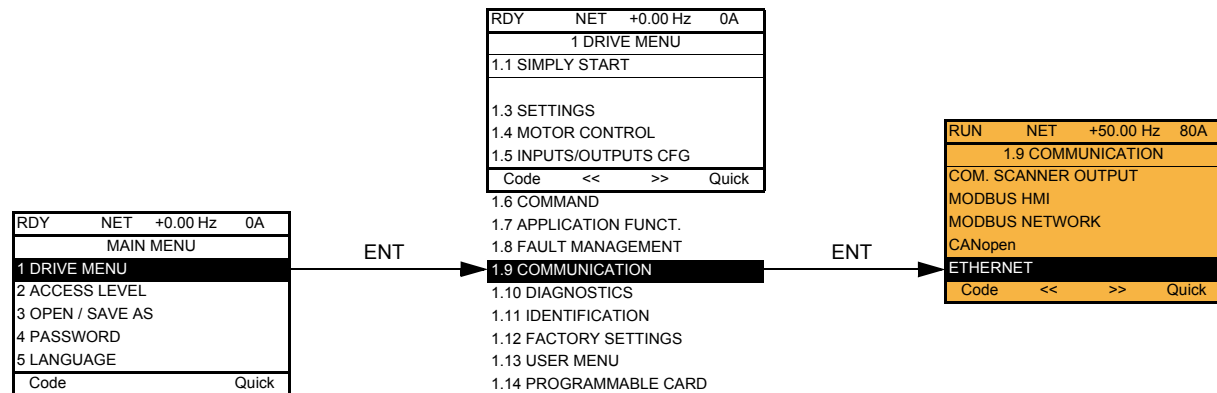 RDY NET +0.00 Hz 0A
MAIN MENU
1 DRIVE MENU
2 ACCESS LEVEL
3 OPEN / SAVE AS
4 PASSWORD
5 LANGUAGE
Code Quick
ENT
RDY NET +0.00 Hz 0A
1 DRIVE MENU
1.1 SIMPLY START
1.3 SETTINGS
1.4 MOTOR CONTROL
1.5 INPUTS/OUTPUTS CFG
Code << >> Quick
1.6 COMMAND
1.7 APPLICATION FUNCT.
1.8 FAULT MANAGEMENT
1.9 COMMUNICATION
1.10 DIAGNOSTICS
1.11 IDENTIFICATION
1.12 FACTORY SETTINGS
1.13 USER MENU
1.14 PROGRAMMABLE CARD
ENT
RUN NET +50.00 Hz 80A
1.9 COMMUNICATION
COM. SCANNER OUTPUT
MODBUS HMI
MODBUS NETWORK
CANopen
ETHERNET
Code << >> Quick